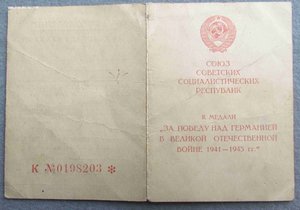 К №0198203 *
СОЮЗ
СОВЕТСКИХ
СОЦИАЛИСТИЧЕСКИХ
РЕСПУБЛИК
К МЕДАЛИ
"ЗА ПОБЕДУ НАД ГЕРМАНИЕЙ
В ВЕЛИКОЙ ОТЕЧЕСТВЕННОЙ
ВОЙНЕ 1941—1945 гг."